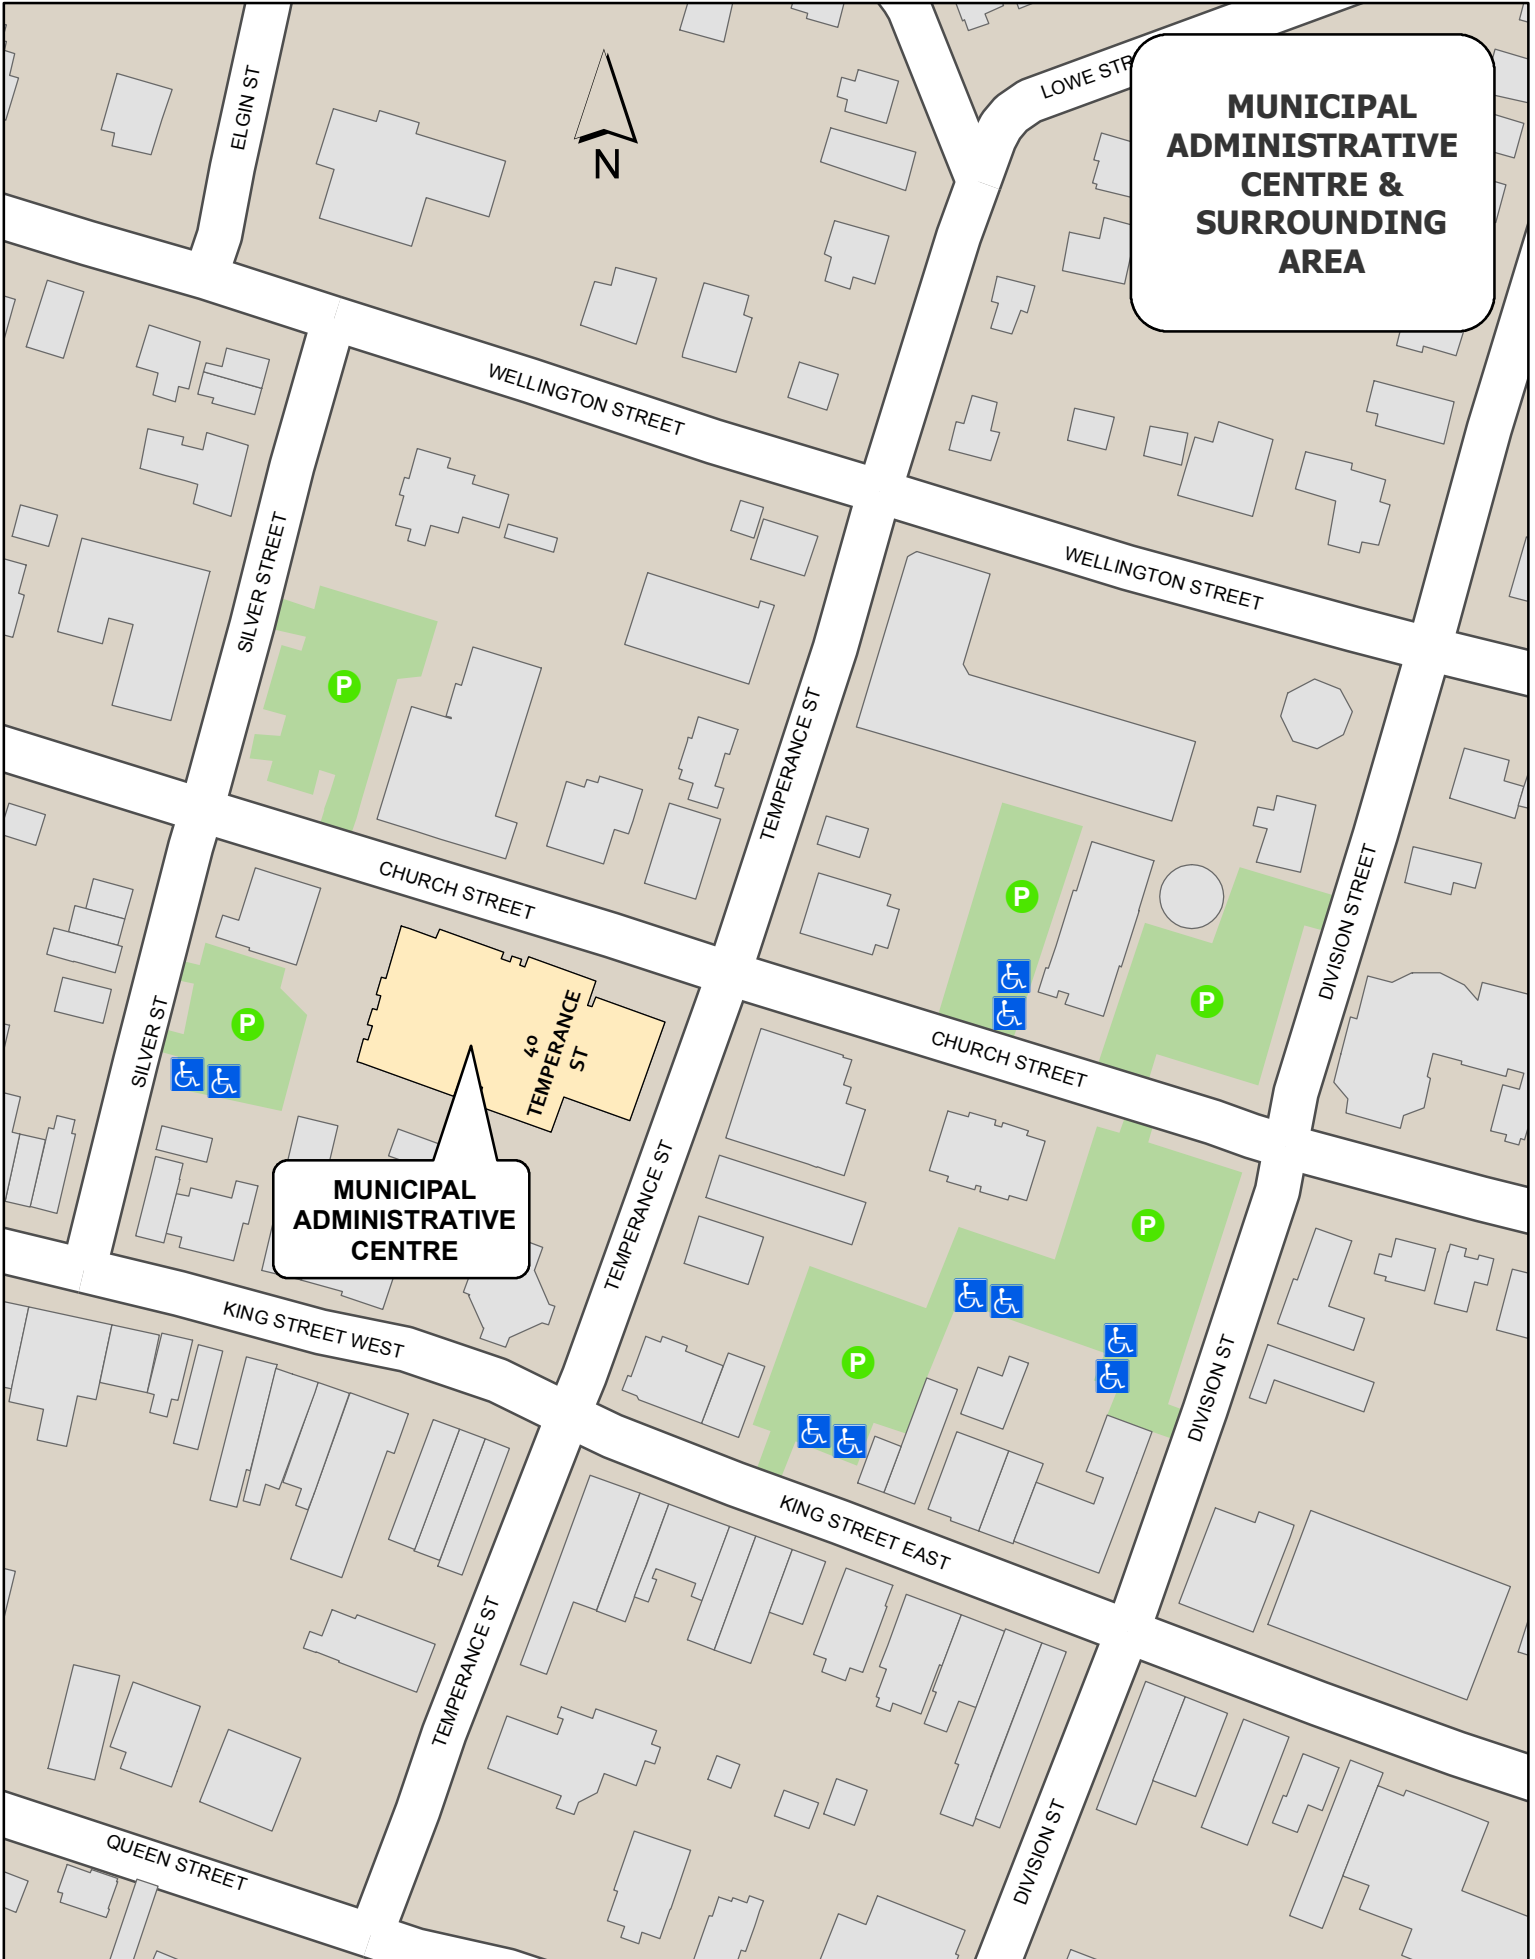 ELGIN ST
N
LOWE STR
MUNICIPAL
ADMINISTRATIVE
CENTRE &
SURROUNDING
AREA
WELLINGTON STREET
SILVER STREET
WELLINGTON STREET
P
TEMPERANCE ST
CHURCH STREET
P
DIVISION STREET
P
SILVER ST
P
40
TEMPERANCE
ST
CHURCH STREET
TEMPERANCE ST
MUNICIPAL
ADMINISTRATIVE
CENTRE
P
KING STREET WEST
P
DIVISION ST
KING STREET EAST
TEMPERANCE ST
QUEEN STREET
DIVISION ST